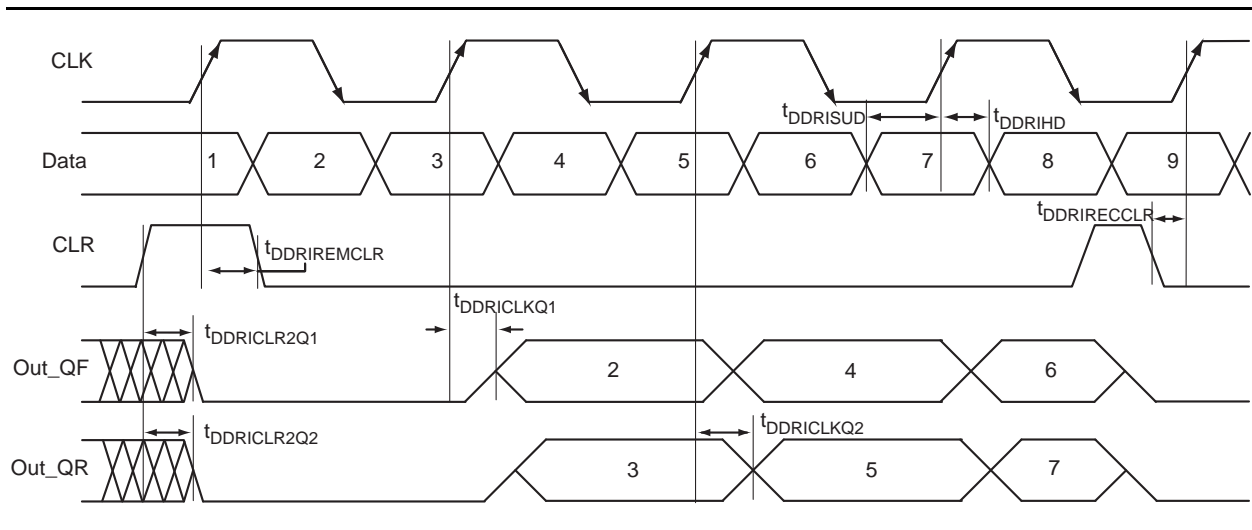 CLK
tDDRISUD
tDDRIHD
Data 1 2 3 4 5 6 7 8 9
tDDRIRECCLR
CLR
tDDRIREMCLR
tDDRICLKQ1
tDDRICLR2Q1
Out_QF 2 4 6
tDDRICLR2Q2
tDDRICLKQ2
Out_QR 3 5 7